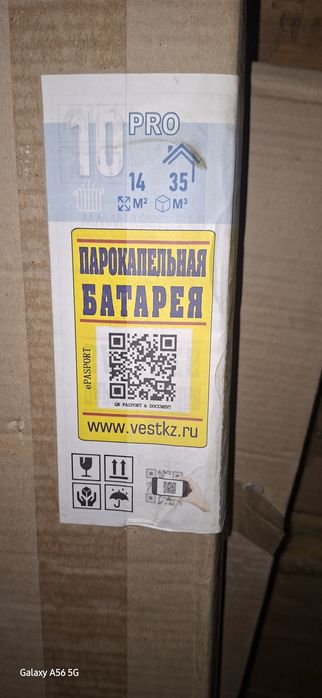 10 PRO
14 35
M² M³
ПАРОКАПЕЛЬНАЯ
БАТАРЕЯ
ePASPORT
QR PASPORT & DOCUMENT
www.vestkz.ru
Galaxy A56 5G